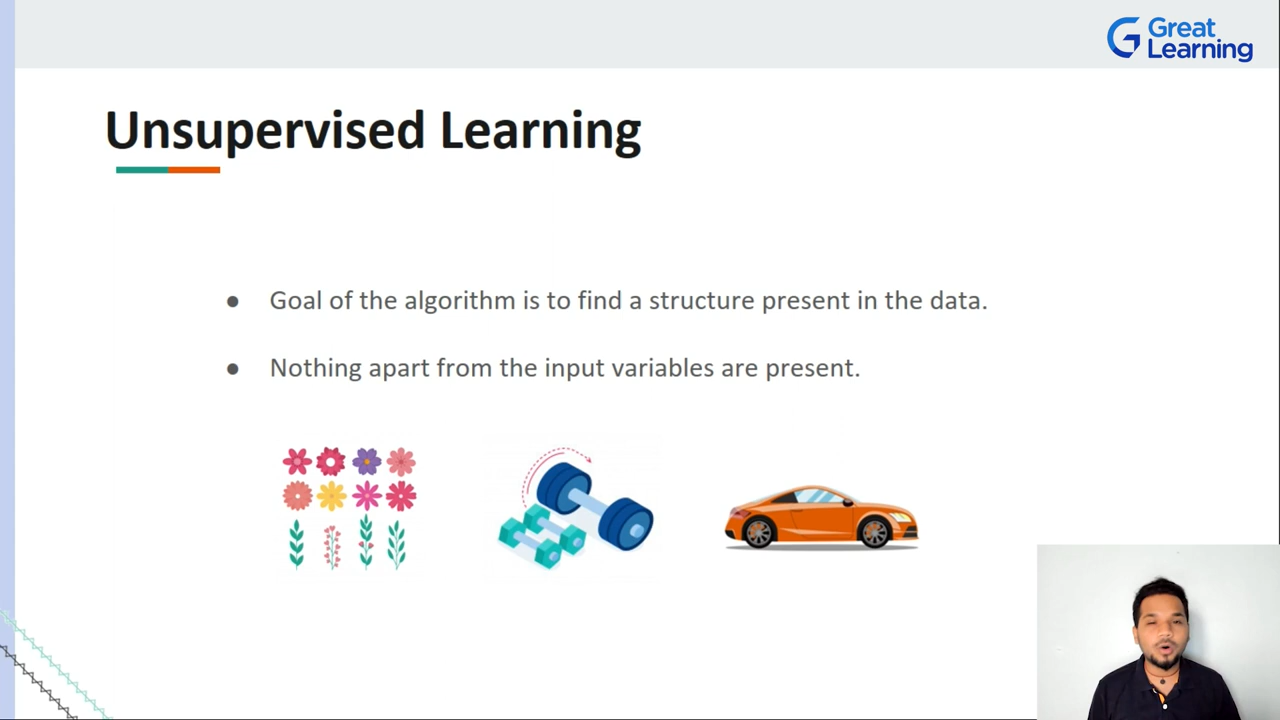 Great
Learning
Unsupervised Learning
● Goal of the algorithm is to find a structure present in the data.
● Nothing apart from the input variables are present.